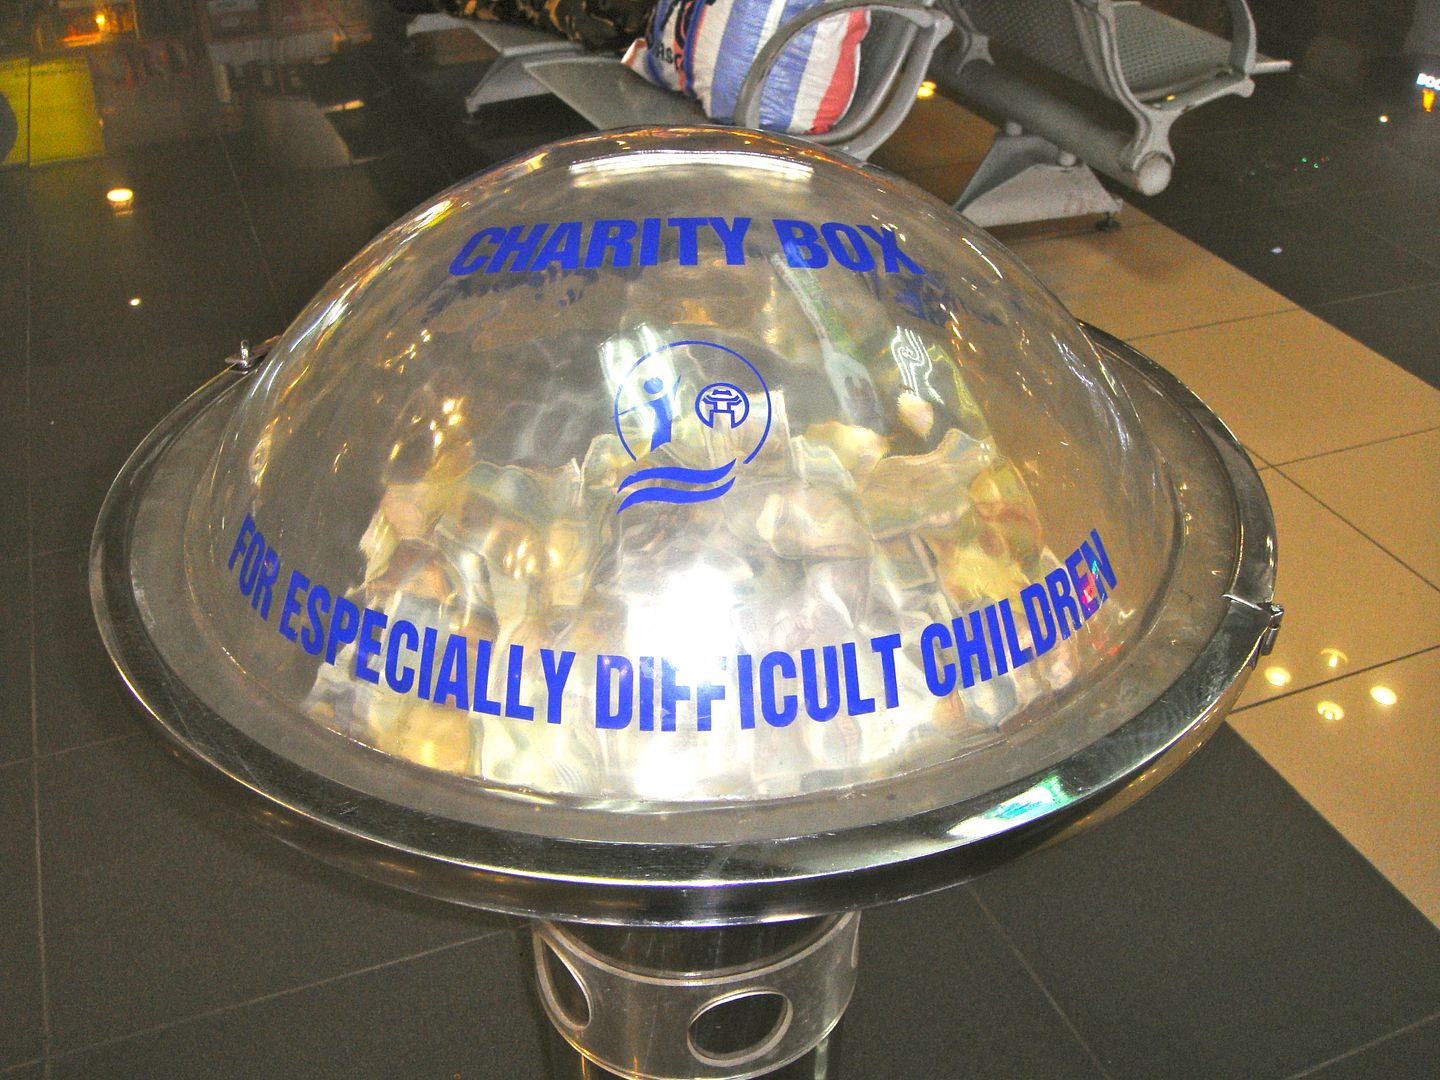 CHARITY BOX
FOR ESPECIALLY DIFFICULT CHILDREN